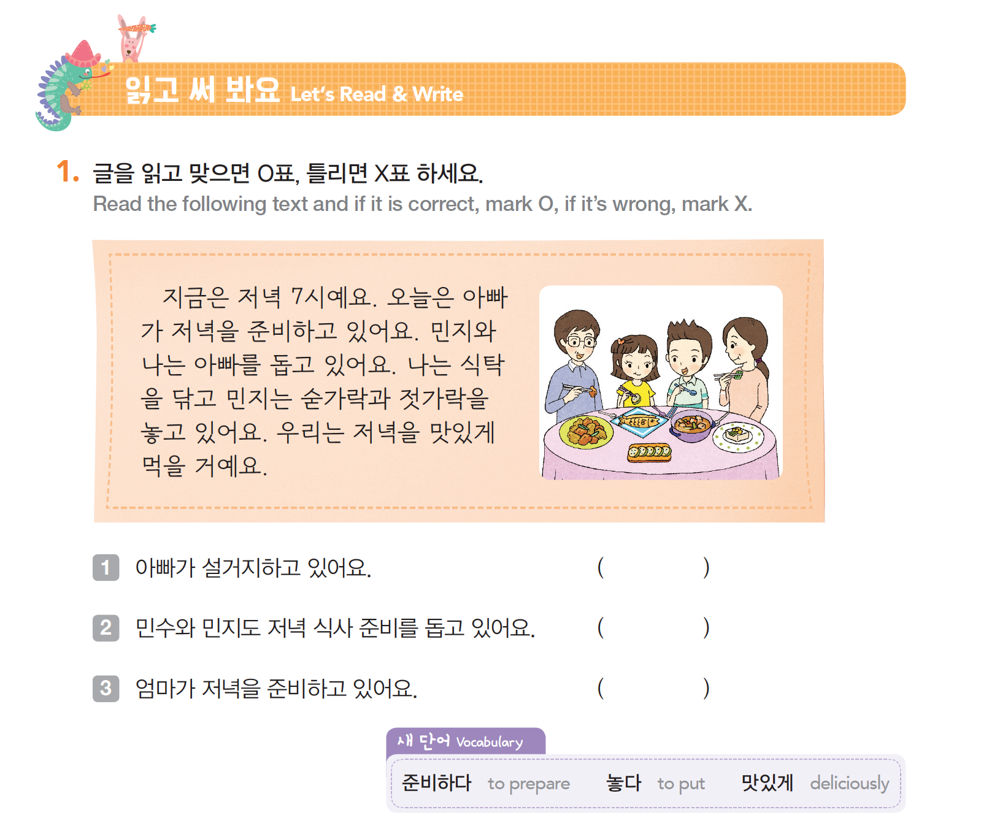 읽고 써 봐요 Let's Read & Write
1. 글을 읽고 맞으면 O표, 틀리면 X표 하세요.
Read the following text and if it is correct, mark O, if it's wrong, mark X.
지금은 저녁 7시예요. 오늘은 아빠
가 저녁을 준비하고 있어요. 민지와
나는 아빠를 돕고 있어요. 나는 식탁
을 닦고 민지는 숟가락과 젓가락을
놓고 있어요. 우리는 저녁을 맛있게
먹을 거예요.
1 아빠가 설거지하고 있어요. ( )
2 민수와 민지도 저녁 식사 준비를 돕고 있어요. ( )
3 엄마가 저녁을 준비하고 있어요. ( )
새 단어 Vocabulary
준비하다 to prepare 놓다 to put 맛있게 deliciously